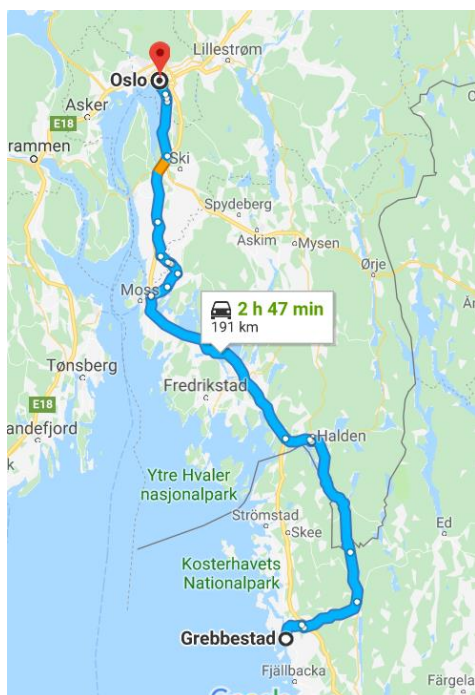 Lillestrøm
Oslo
Asker
E18
rammen
Ski
Spydeberg
Askim
Mysen
Ørje
Moss
2 h 47 min
191 km
Tønsberg
Fredrikstad
E18
andefjord
k
Halden
Ytre Hvaler
nasjonalpark
Strömstad
Skee
Ed
Kosterhavets
Nationalpark
Grebbestad
Fjällbacka
Färgela